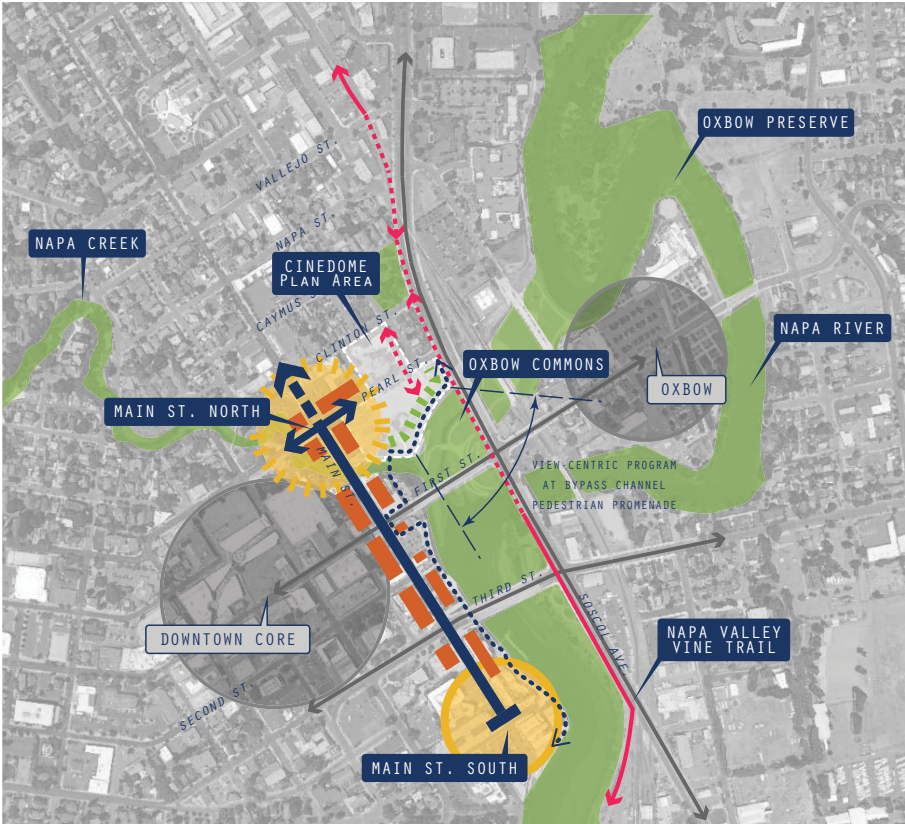 OXBOW PRESERVE
VALLEJO ST.
NAPA ST.
NAPA CREEK
CINEDOME
PLAN AREA
CAYMUS S
CLINTON ST.
NAPA RIVER
PEARL ST.
OXBOW COMMONS
OXBOW
MAIN ST. NORTH
MAIN ST.
FIRST ST.
VIEW-CENTRIC PROGRAM
AT BYPASS CHANNEL
PEDESTRIAN PROMENADE
THIRD ST.
SOSCOL AVE.
DOWNTOWN CORE
NAPA VALLEY
VINE TRAIL
SECOND ST.
MAIN ST. SOUTH